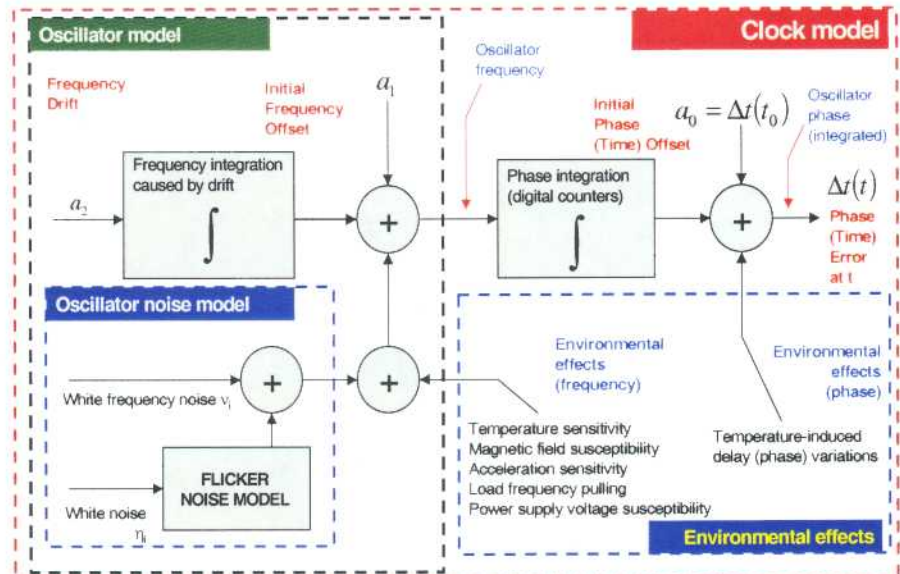 Oscillator model
Clock model
Frequency
Drift
Initial
Frequency
Offset
a₁
Oscillator
frequency
Initial
Phase
(Time) Offset
a₀ = Δt(t₀)
Oscillator
phase
(integrated)
Frequency integration
caused by drift
∫
a₂
+
Phase integration
(digital counters)
∫
+
Δt(t)
Phase
(Time)
Error
at t
Oscillator noise model
+
+
White frequency noise νᵢ
FLICKER
NOISE MODEL
White noise
ηᵢ
Environmental
effects
(frequency)
Environmental
effects
(phase)
Temperature sensitivity
Magnetic field susceptibility
Acceleration sensitivity
Load frequency pulling
Power supply voltage susceptibility
Temperature-induced
delay (phase) variations
Environmental effects